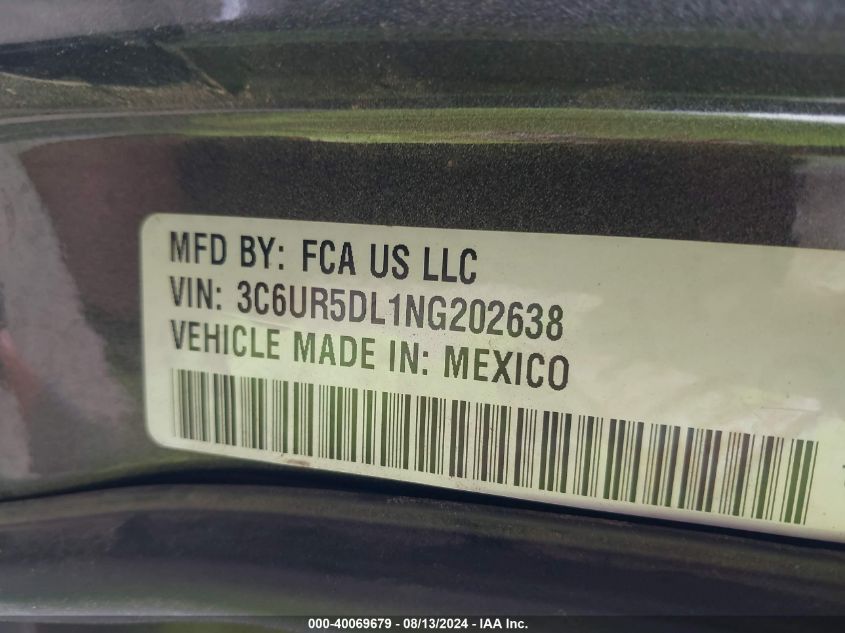 MFD BY: FCA US LLC
VIN: 3C6UR5DL1NG202638
VEHICLE MADE IN: MEXICO
000-40069679 - 08/13/2024 - IAA Inc.